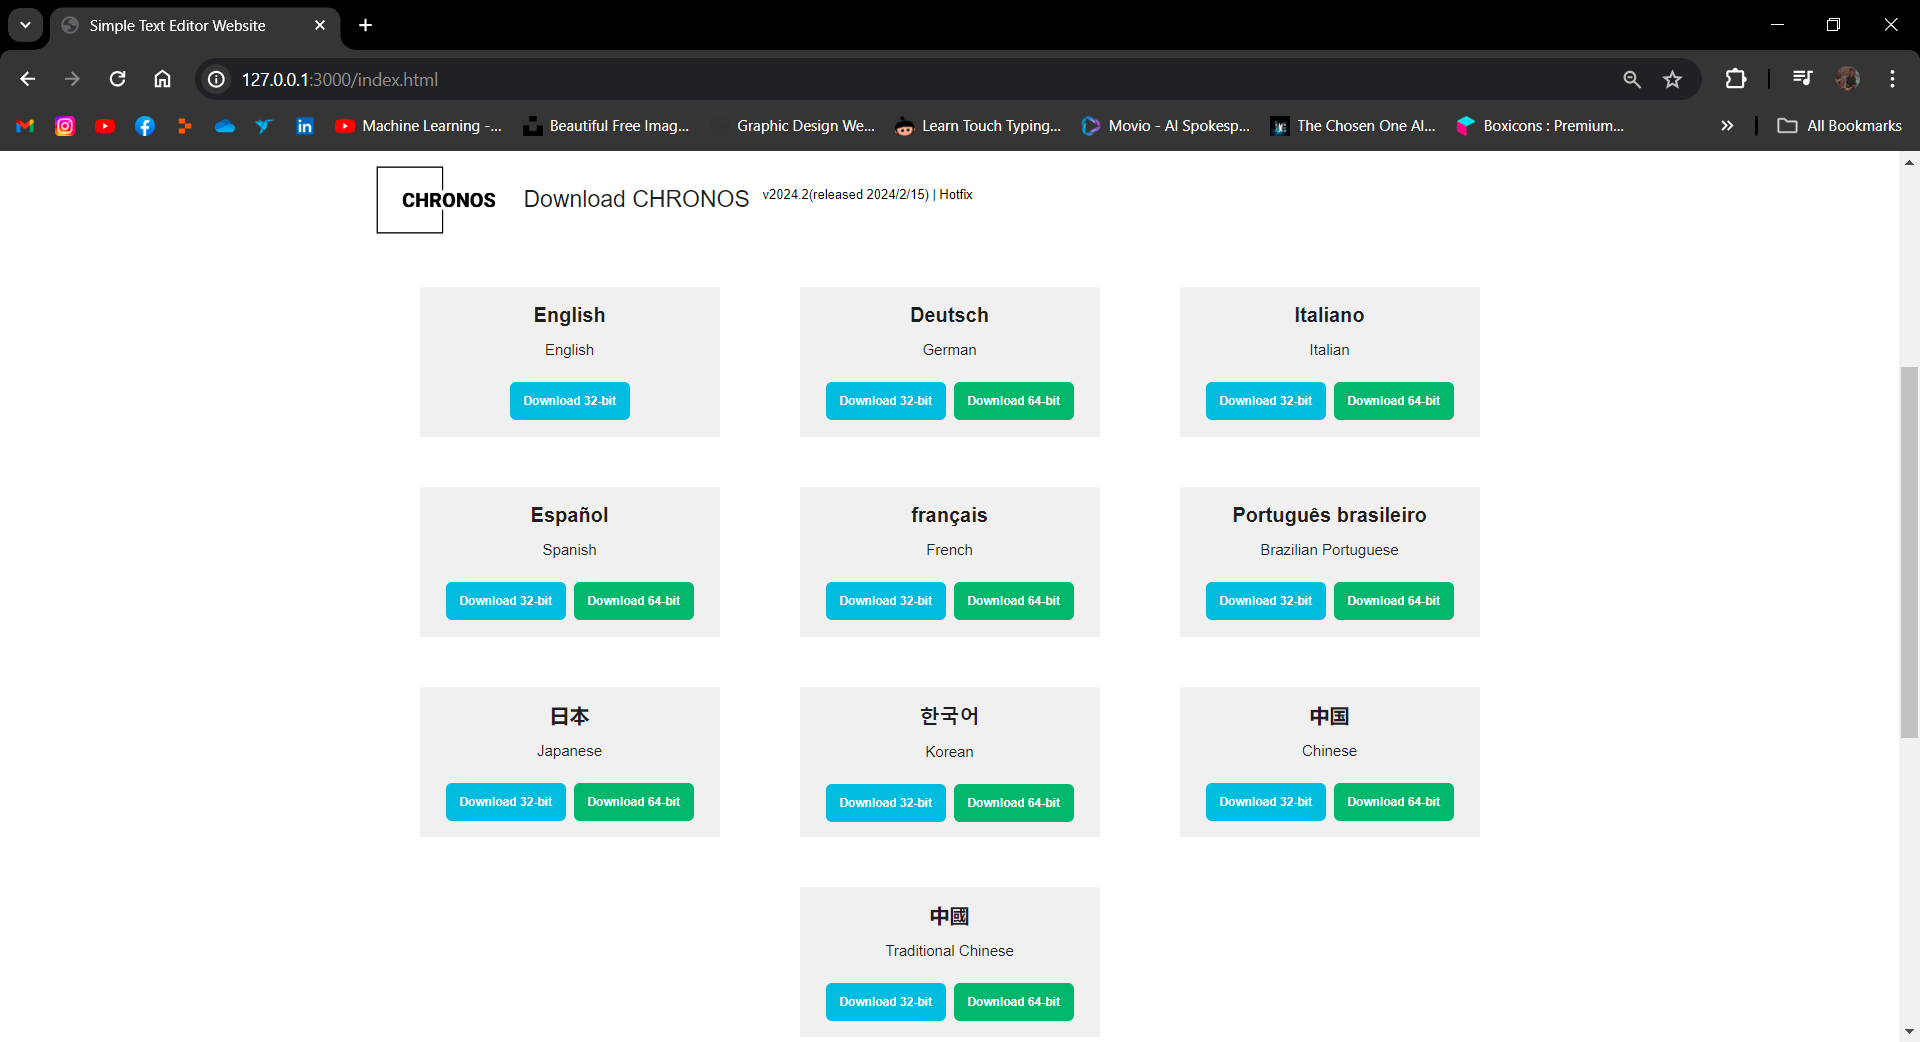 Simple Text Editor Website
127.0.0.1:3000/index.html
Machine Learning -... Beautiful Free Imag... Graphic Design We... Learn Touch Typing... Movio - AI Spokesp... The Chosen One Al... Boxicons : Premium... » All Bookmarks
CHRONOS Download CHRONOS v2024.2(released 2024/2/15) | Hotfix
English
English
Download 32-bit
Deutsch
German
Download 32-bit Download 64-bit
Italiano
Italian
Download 32-bit Download 64-bit
Español
Spanish
Download 32-bit Download 64-bit
français
French
Download 32-bit Download 64-bit
Português brasileiro
Brazilian Portuguese
Download 32-bit Download 64-bit
日本
Japanese
Download 32-bit Download 64-bit
한국어
Korean
Download 32-bit Download 64-bit
中国
Chinese
Download 32-bit Download 64-bit
中國
Traditional Chinese
Download 32-bit Download 64-bit